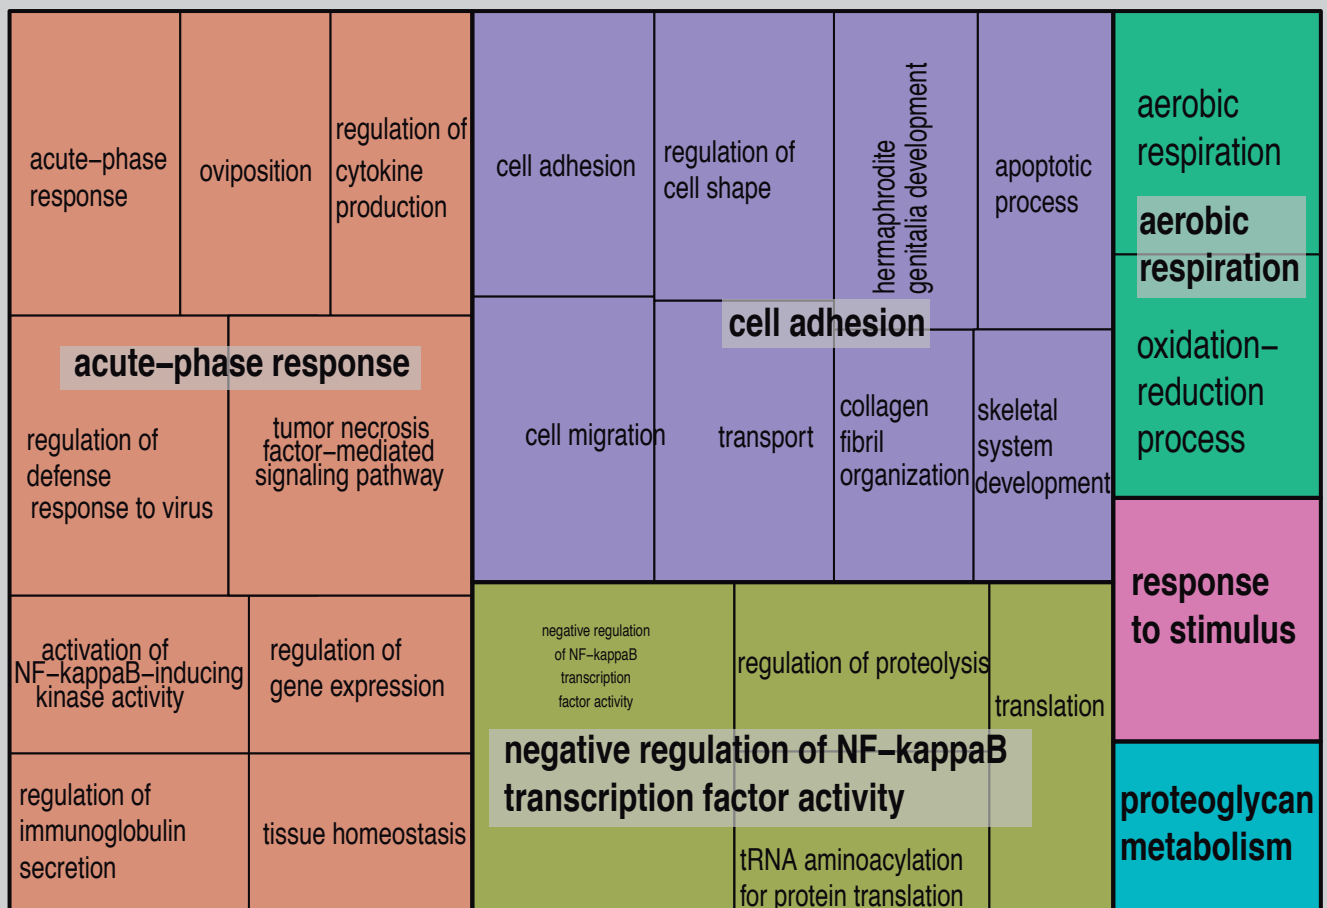 acute–phase
response
oviposition
regulation of
cytokine
production
acute–phase response
regulation of
defense
response to virus
tumor necrosis
factor–mediated
signaling pathway
activation of
NF–kappaB–inducing
kinase activity
regulation of
gene expression
regulation of
immunoglobulin
secretion
tissue homeostasis
cell adhesion
regulation of
cell shape
hermaphrodite
genitalia development
apoptotic
process
cell adhesion
cell migration
transport
collagen
fibril
organization
skeletal
system
development
negative regulation
of NF–kappaB
transcription
factor activity
regulation of proteolysis
translation
negative regulation of NF–kappaB
transcription factor activity
tRNA aminoacylation
for protein translation
aerobic
respiration
aerobic
respiration
oxidation–
reduction
process
response
to stimulus
proteoglycan
metabolism